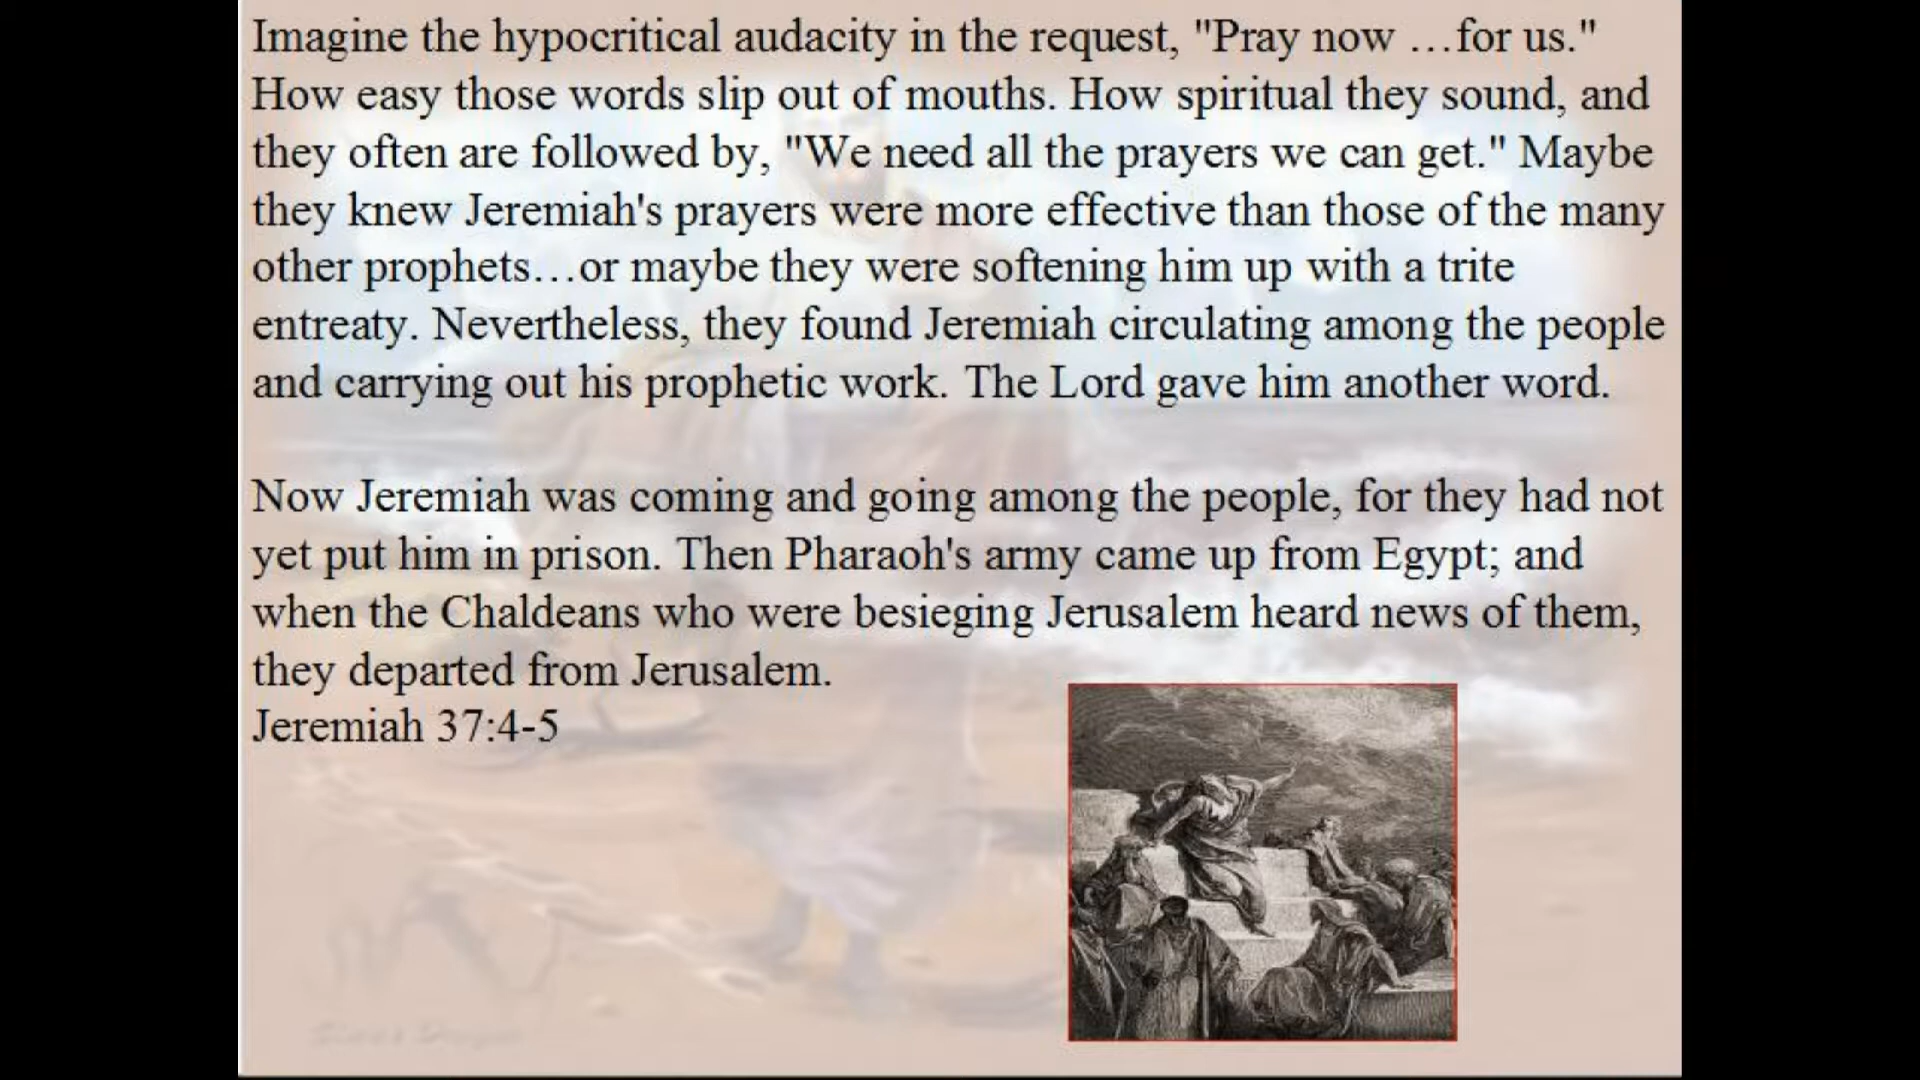 Imagine the hypocritical audacity in the request, "Pray now …for us."
How easy those words slip out of mouths. How spiritual they sound, and
they often are followed by, "We need all the prayers we can get." Maybe
they knew Jeremiah's prayers were more effective than those of the many
other prophets…or maybe they were softening him up with a trite
entreaty. Nevertheless, they found Jeremiah circulating among the people
and carrying out his prophetic work. The Lord gave him another word.
Now Jeremiah was coming and going among the people, for they had not
yet put him in prison. Then Pharaoh's army came up from Egypt; and
when the Chaldeans who were besieging Jerusalem heard news of them,
they departed from Jerusalem.
Jeremiah 37:4-5